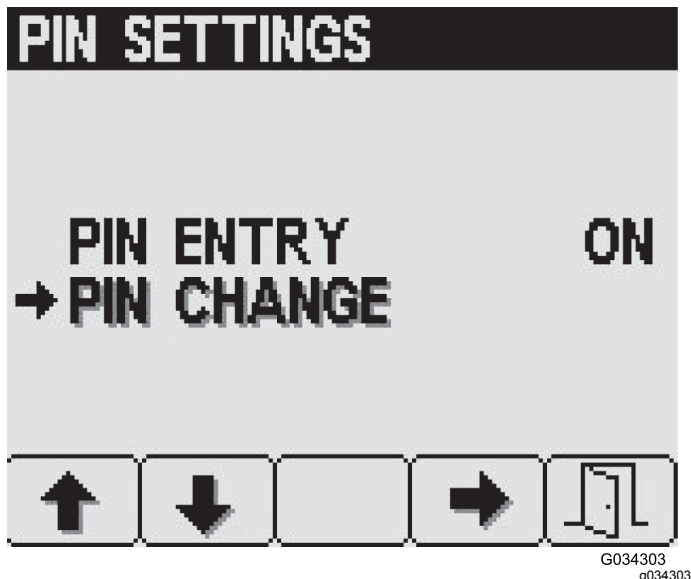 PIN SETTINGS
PIN ENTRY ON
PIN CHANGE
G034303
g034303